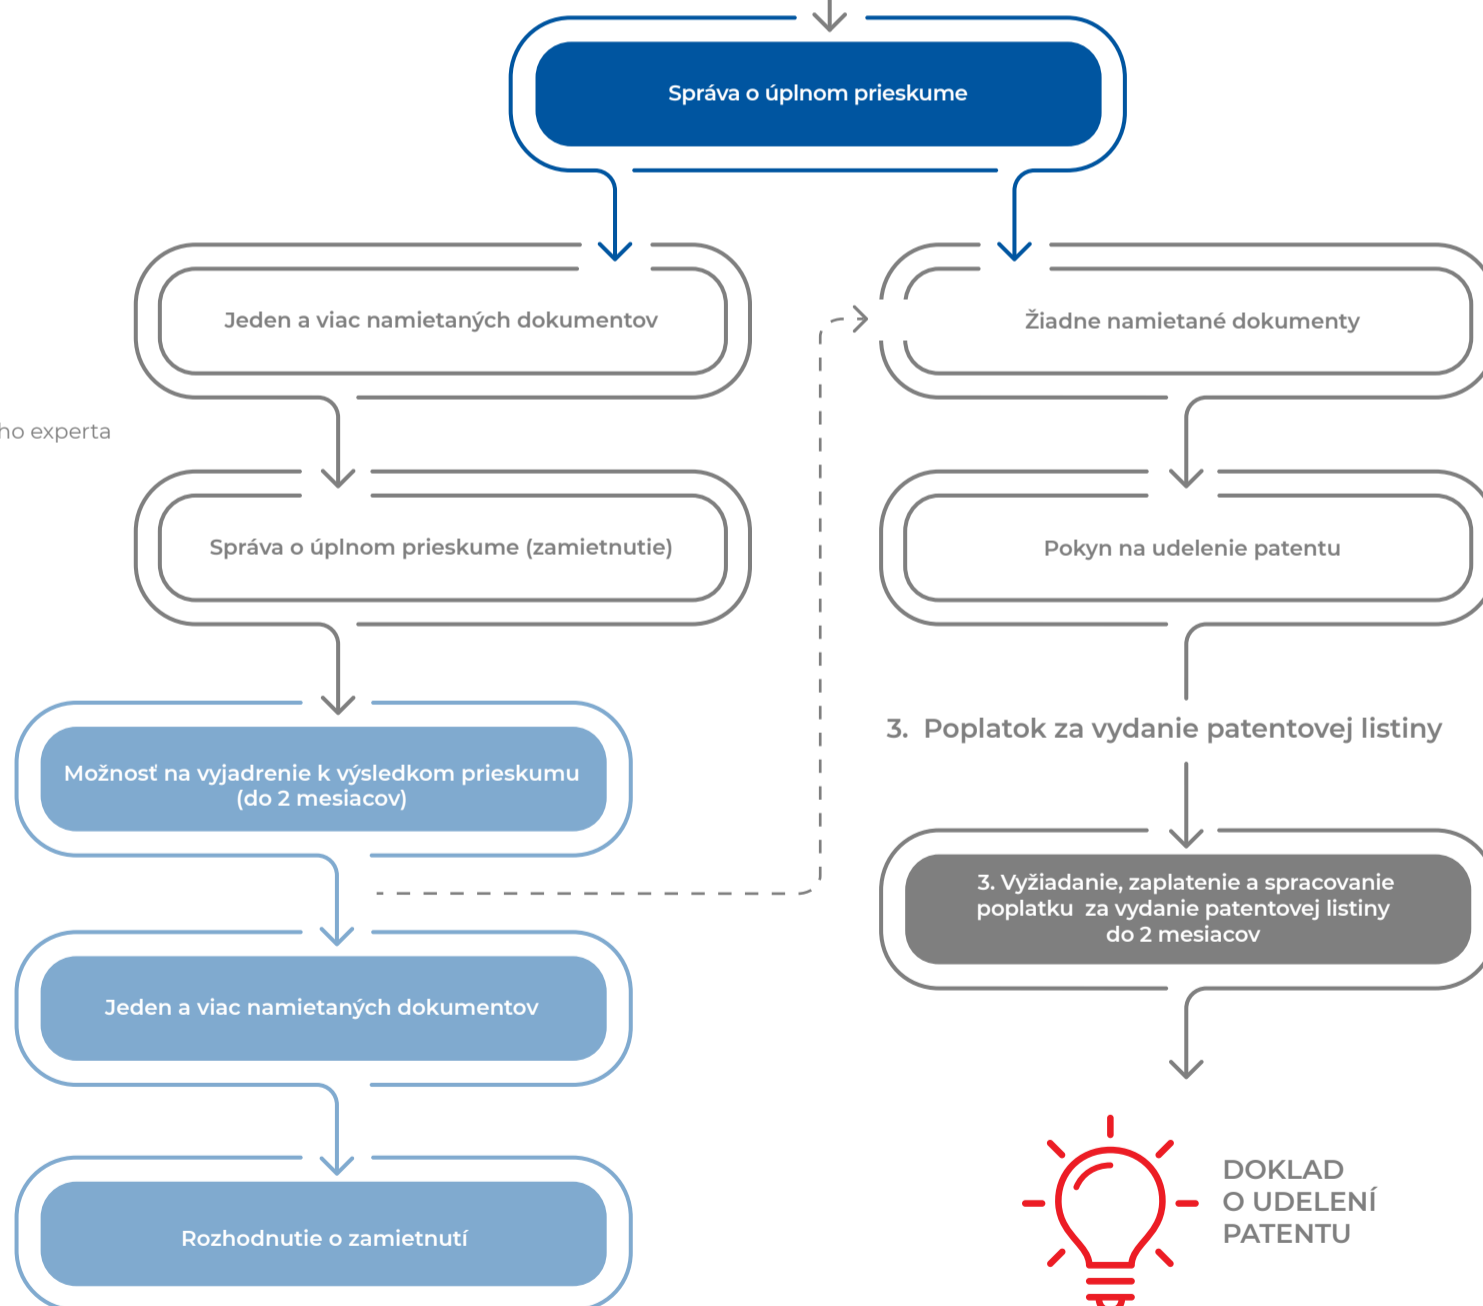 Správa o úplnom prieskume
Jeden a viac namietaných dokumentov
Žiadne namietané dokumenty
experta
Správa o úplnom prieskume (zamietnutie)
Pokyn na udelenie patentu
3. Poplatok za vydanie patentovej listiny
Možnosť na vyjadrenie k výsledkom prieskumu
(do 2 mesiacov)
3. Vyžiadanie, zaplatenie a spracovanie
poplatku za vydanie patentovej listiny
do 2 mesiacov
Jeden a viac namietaných dokumentov
DOKLAD
O UDELENÍ
PATENTU
Rozhodnutie o zamietnutí